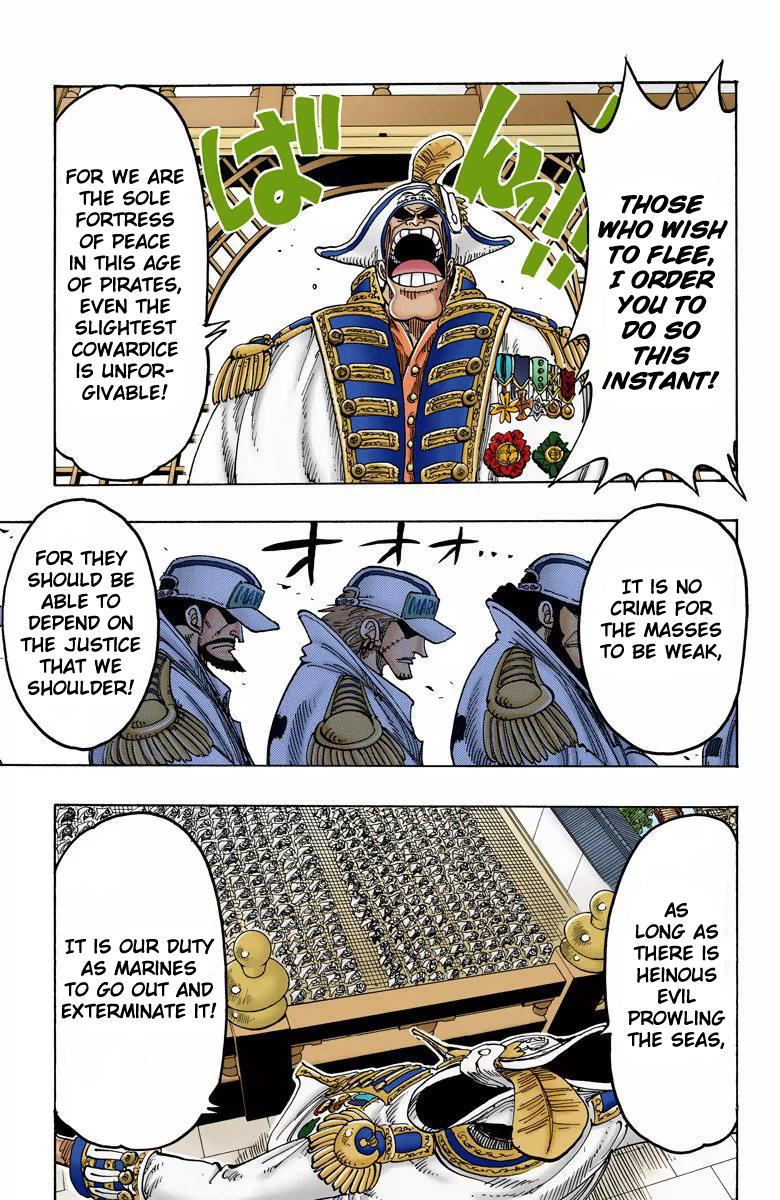 THOSE
WHO WISH
TO FLEE,
I ORDER
YOU TO
DO SO
THIS
INSTANT!
ばんっ!!
FOR WE ARE
THE SOLE
FORTRESS
OF PEACE
IN THIS AGE
OF PIRATES,
EVEN THE
SLIGHTEST
COWARDICE
IS UNFOR-
GIVABLE!
IT IS NO
CRIME FOR
THE MASSES
TO BE WEAK,
オオオ...
MARI
FOR THEY
SHOULD BE
ABLE TO
DEPEND ON
THE JUSTICE
THAT WE
SHOULDER!
AS
LONG AS
THERE IS
HEINOUS
EVIL
PROWLING
THE SEAS,
IT IS OUR DUTY
AS MARINES
TO GO OUT AND
EXTERMINATE IT!